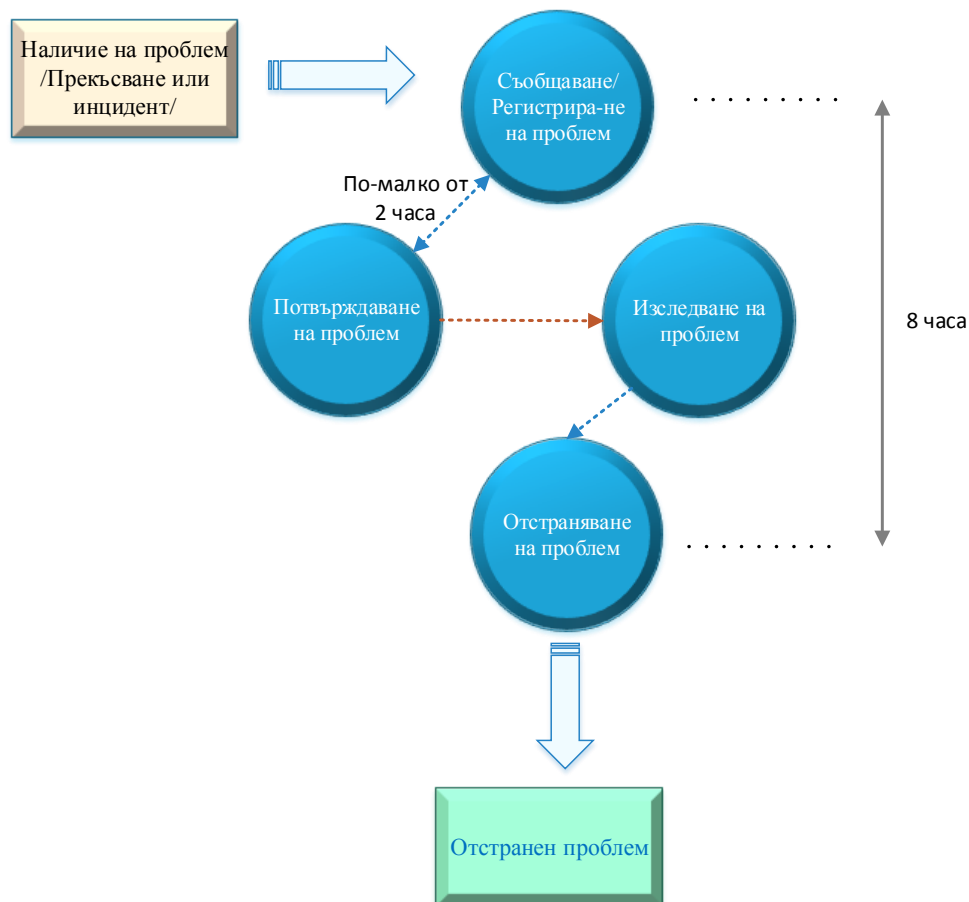 Наличие на проблем
/Прекъсване или
инцидент/
Съобщаване/
Регистрира-не
на проблем
. . . . . . . . .
По-малко от
2 часа
Потвърждаване
на проблем
Изследване на
проблем
8 часа
Отстраняване
на проблем
. . . . . . . . .
Отстранен проблем